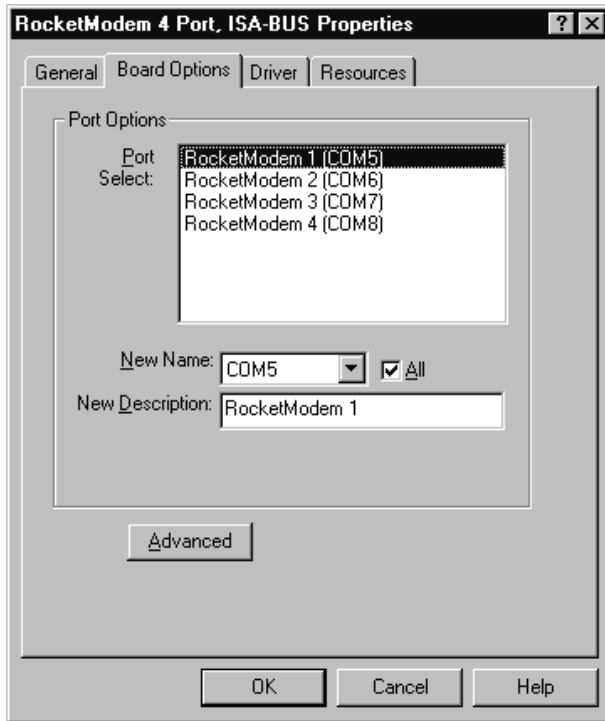 RocketModem 4 Port, ISA-BUS Properties
General Board Options Driver Resources
Port Options
Port Select:
RocketModem 1 (COM5)
RocketModem 2 (COM6)
RocketModem 3 (COM7)
RocketModem 4 (COM8)
New Name: COM5 All
New Description: RocketModem 1
Advanced
OK Cancel Help